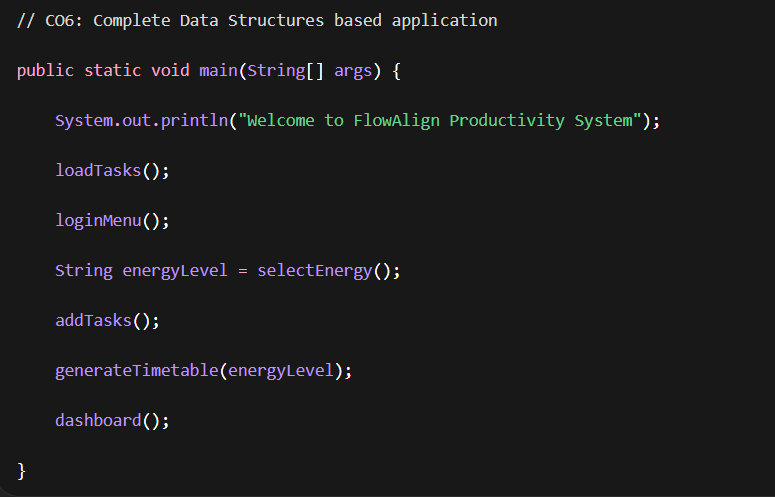 // CO6: Complete Data Structures based application
public static void main(String[] args) {
System.out.println("Welcome to FlowAlign Productivity System");
loadTasks();
loginMenu();
String energyLevel = selectEnergy();
addTasks();
generateTimetable(energyLevel);
dashboard();
}